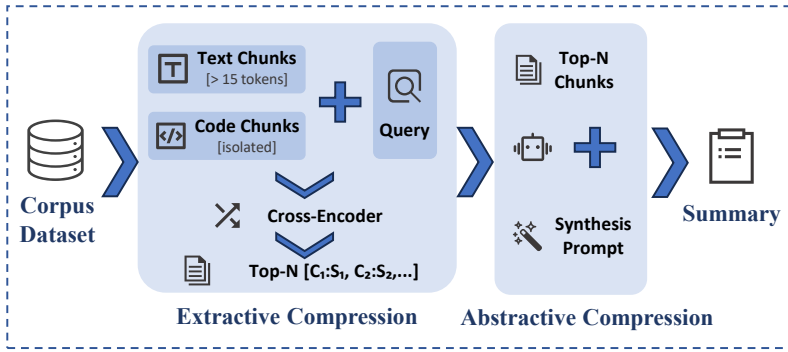 Corpus
Dataset
Text Chunks
[> 15 tokens]
Code Chunks
[isolated]
Query
Cross-Encoder
Top-N [C₁:S₁, C₂:S₂,...]
Extractive Compression
Top-N
Chunks
Synthesis
Prompt
Abstractive Compression
Summary